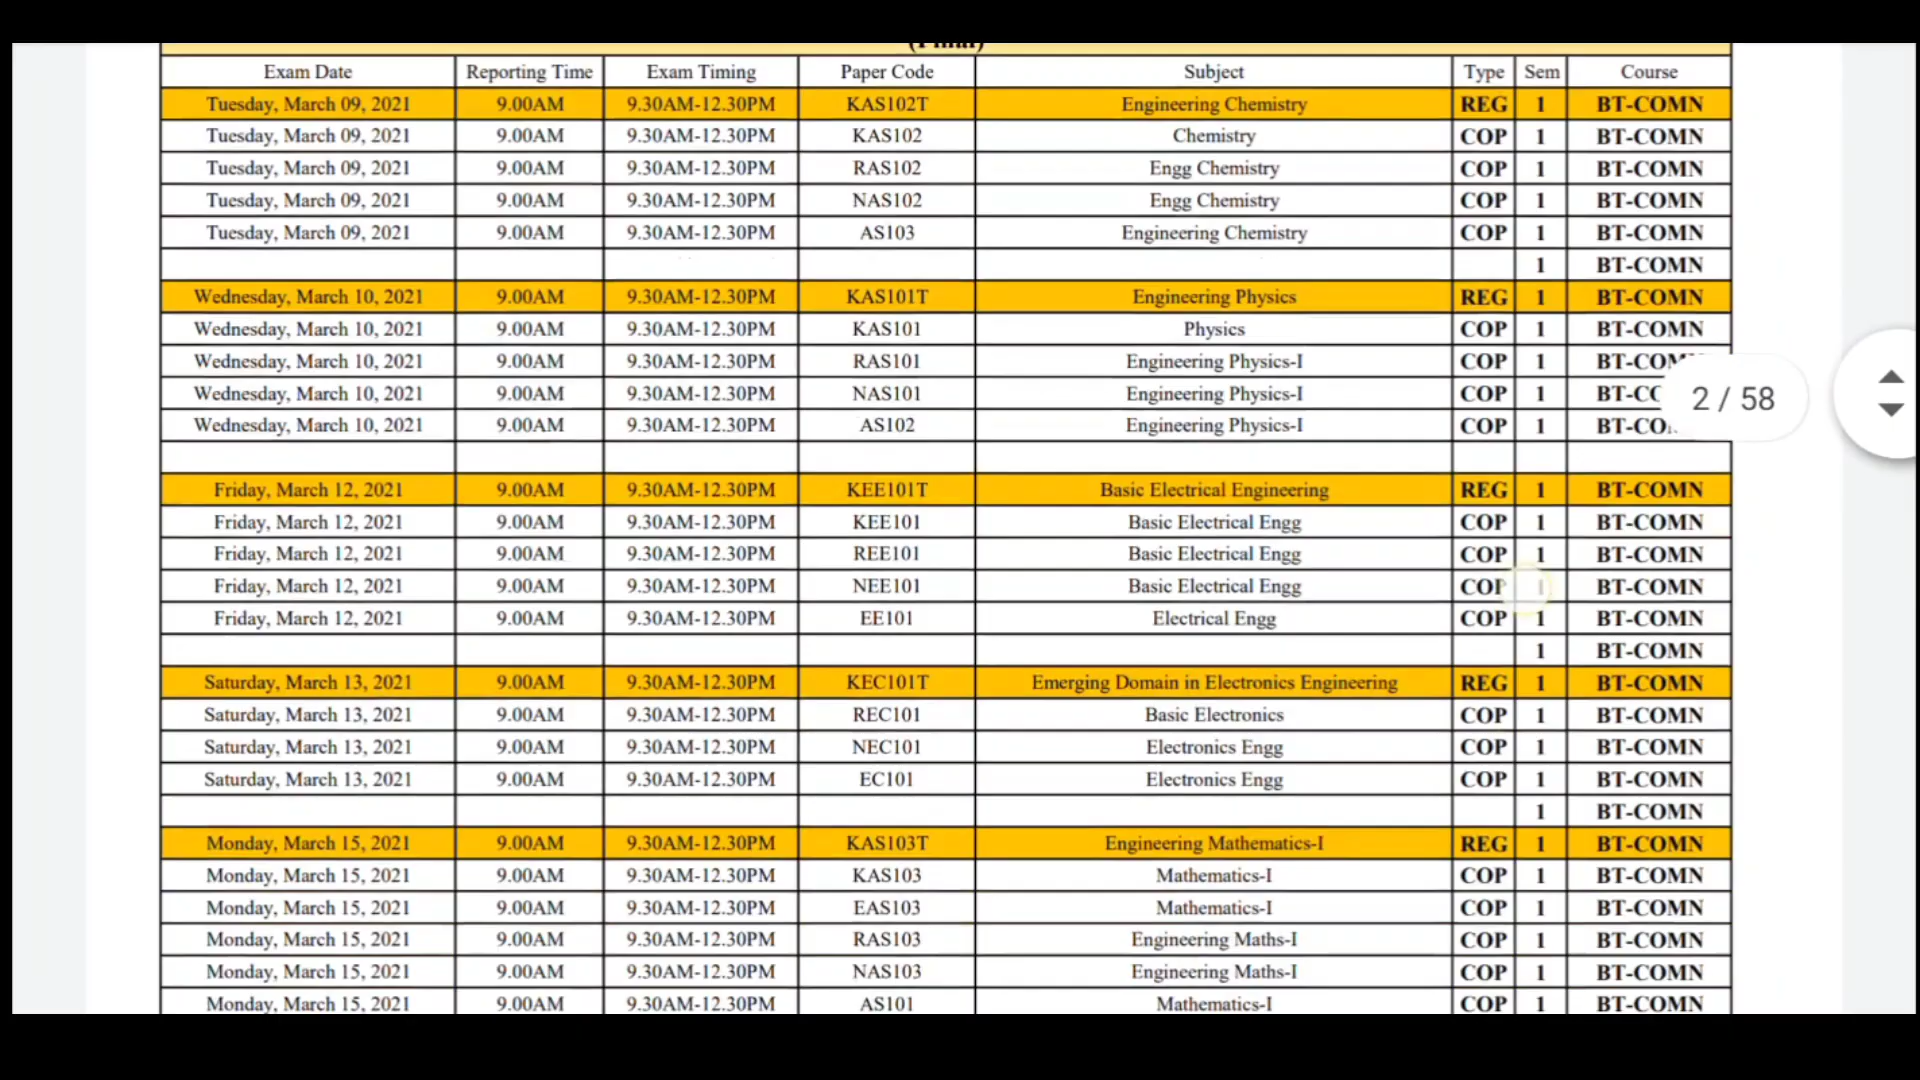 (Final)
Exam Date Reporting Time Exam Timing Paper Code Subject Type Sem Course
Tuesday, March 09, 2021 9.00AM 9.30AM-12.30PM KAS102T Engineering Chemistry REG 1 BT-COMN
Tuesday, March 09, 2021 9.00AM 9.30AM-12.30PM KAS102 Chemistry COP 1 BT-COMN
Tuesday, March 09, 2021 9.00AM 9.30AM-12.30PM RAS102 Engg Chemistry COP 1 BT-COMN
Tuesday, March 09, 2021 9.00AM 9.30AM-12.30PM NAS102 Engg Chemistry COP 1 BT-COMN
Tuesday, March 09, 2021 9.00AM 9.30AM-12.30PM AS103 Engineering Chemistry COP 1 BT-COMN
1 BT-COMN
Wednesday, March 10, 2021 9.00AM 9.30AM-12.30PM KAS101T Engineering Physics REG 1 BT-COMN
Wednesday, March 10, 2021 9.00AM 9.30AM-12.30PM KAS101 Physics COP 1 BT-COMN
Wednesday, March 10, 2021 9.00AM 9.30AM-12.30PM RAS101 Engineering Physics-I COP 1 BT-COM
Wednesday, March 10, 2021 9.00AM 9.30AM-12.30PM NAS101 Engineering Physics-I COP 1 BT-CO
2 / 58
Wednesday, March 10, 2021 9.00AM 9.30AM-12.30PM AS102 Engineering Physics-I COP 1 BT-CO
Friday, March 12, 2021 9.00AM 9.30AM-12.30PM KEE101T Basic Electrical Engineering REG 1 BT-COMN
Friday, March 12, 2021 9.00AM 9.30AM-12.30PM KEE101 Basic Electrical Engg COP 1 BT-COMN
Friday, March 12, 2021 9.00AM 9.30AM-12.30PM REE101 Basic Electrical Engg COP 1 BT-COMN
Friday, March 12, 2021 9.00AM 9.30AM-12.30PM NEE101 Basic Electrical Engg COP 1 BT-COMN
Friday, March 12, 2021 9.00AM 9.30AM-12.30PM EE101 Electrical Engg COP 1 BT-COMN
1 BT-COMN
Saturday, March 13, 2021 9.00AM 9.30AM-12.30PM KEC101T Emerging Domain in Electronics Engineering REG 1 BT-COMN
Saturday, March 13, 2021 9.00AM 9.30AM-12.30PM REC101 Basic Electronics COP 1 BT-COMN
Saturday, March 13, 2021 9.00AM 9.30AM-12.30PM NEC101 Electronics Engg COP 1 BT-COMN
Saturday, March 13, 2021 9.00AM 9.30AM-12.30PM EC101 Electronics Engg COP 1 BT-COMN
1 BT-COMN
Monday, March 15, 2021 9.00AM 9.30AM-12.30PM KAS103T Engineering Mathematics-I REG 1 BT-COMN
Monday, March 15, 2021 9.00AM 9.30AM-12.30PM KAS103 Mathematics-I COP 1 BT-COMN
Monday, March 15, 2021 9.00AM 9.30AM-12.30PM EAS103 Mathematics-I COP 1 BT-COMN
Monday, March 15, 2021 9.00AM 9.30AM-12.30PM RAS103 Engineering Maths-I COP 1 BT-COMN
Monday, March 15, 2021 9.00AM 9.30AM-12.30PM NAS103 Engineering Maths-I COP 1 BT-COMN
Monday, March 15, 2021 9.00AM 9.30AM-12.30PM AS101 Mathematics-I COP 1 BT-COMN